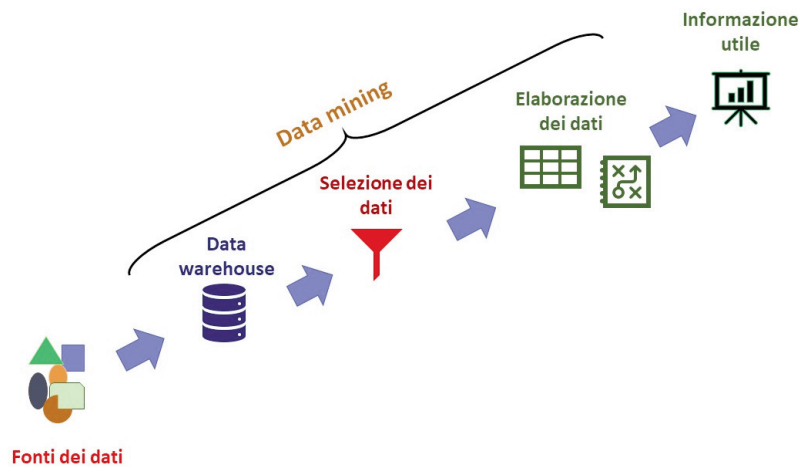 Informazione
utile
Elaborazione
dei dati
Data mining
Selezione dei
dati
Data
warehouse
Fonti dei dati